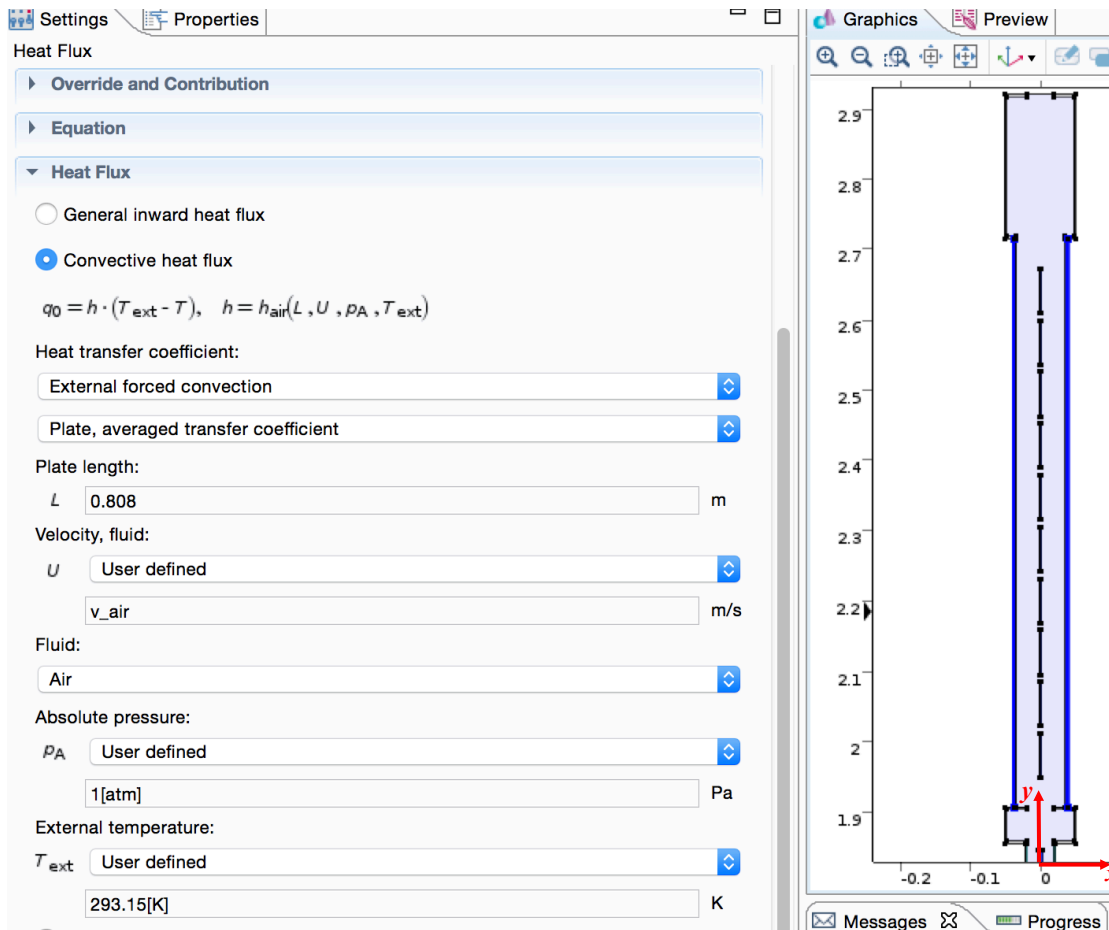 Settings Properties
Heat Flux
Override and Contribution
Equation
Heat Flux
General inward heat flux
Convective heat flux
q0 = h · (Text - T), h = hair(L , U , pA , Text)
Heat transfer coefficient:
External forced convection
Plate, averaged transfer coefficient
Plate length:
L 0.808 m
Velocity, fluid:
U User defined
v_air m/s
Fluid:
Air
Absolute pressure:
pA User defined
1[atm] Pa
External temperature:
Text User defined
293.15[K] K
Graphics Preview
2.9
2.8
2.7
2.6
2.5
2.4
2.3
2.2
2.1
2
1.9
y
-0.2 -0.1 0
Messages Progress